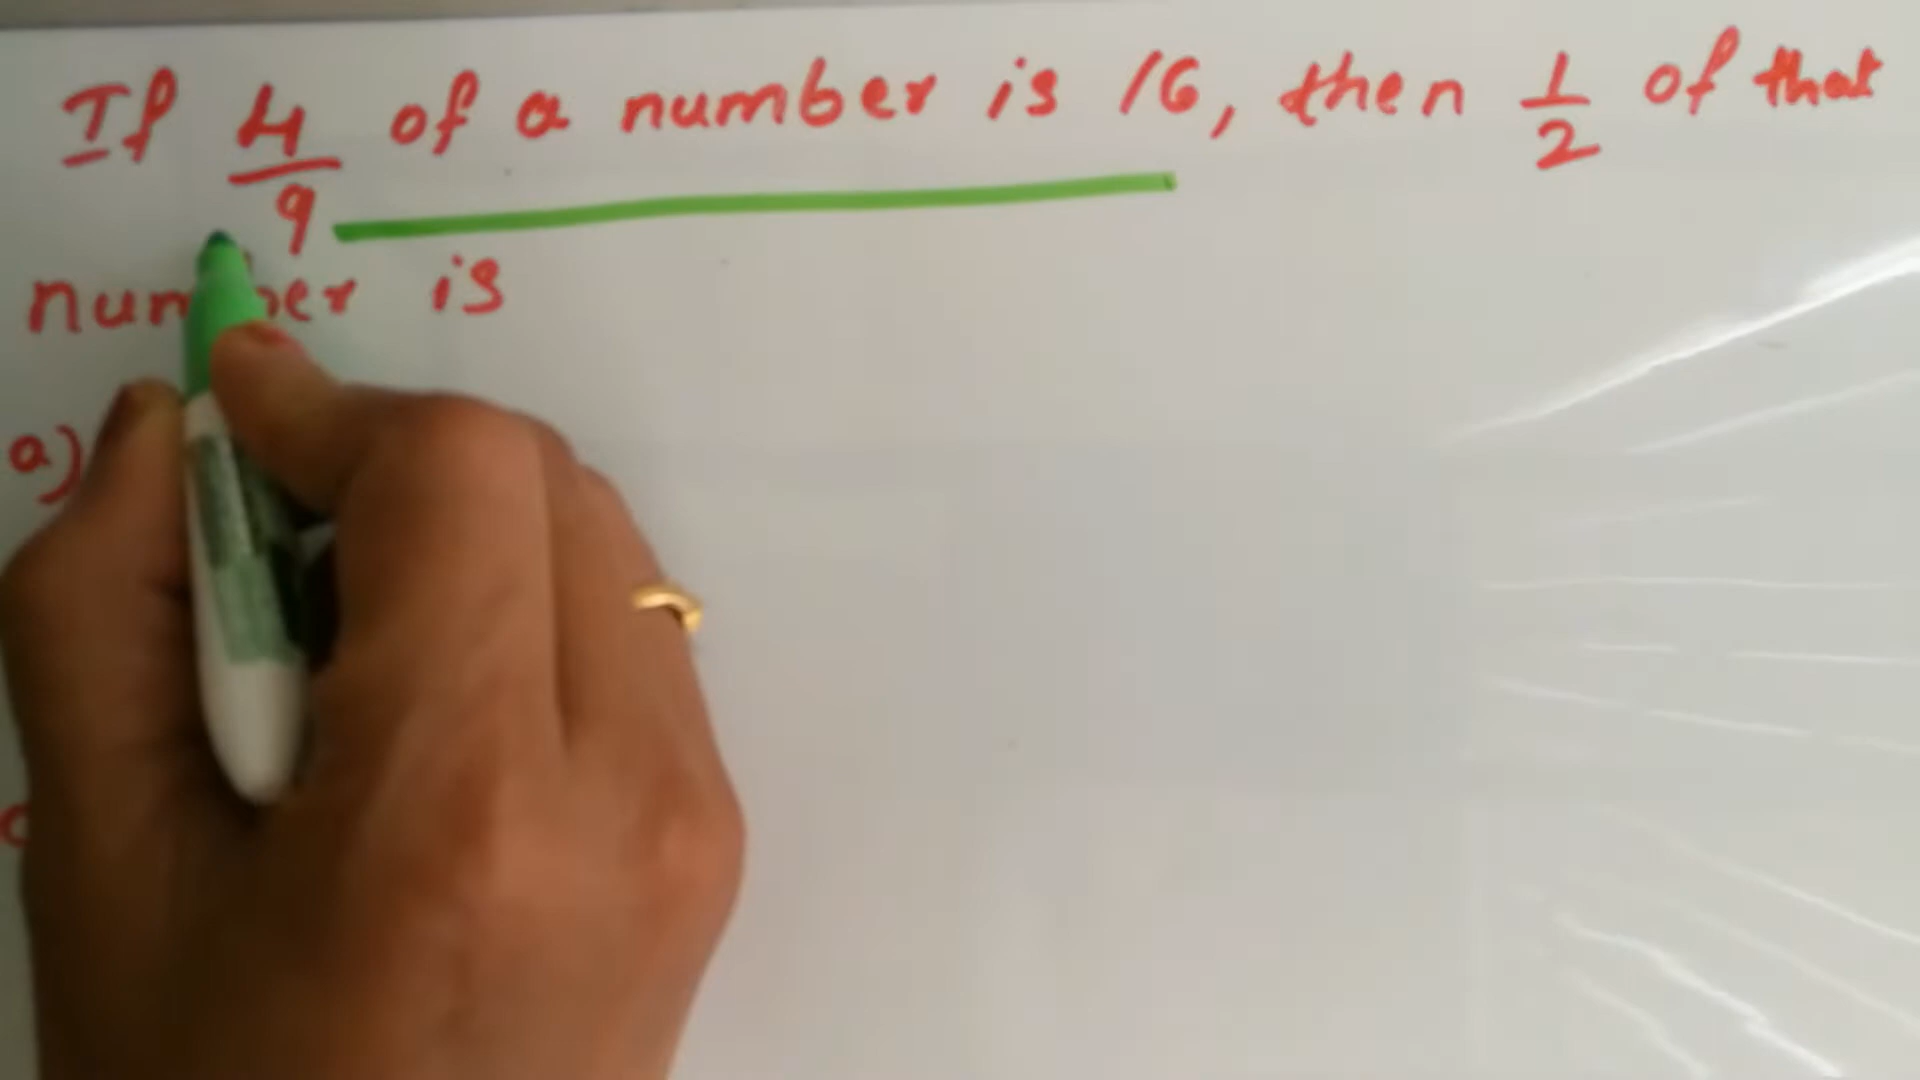 If 4/9 of a number is 16, then 1/2 of that
number is
a)